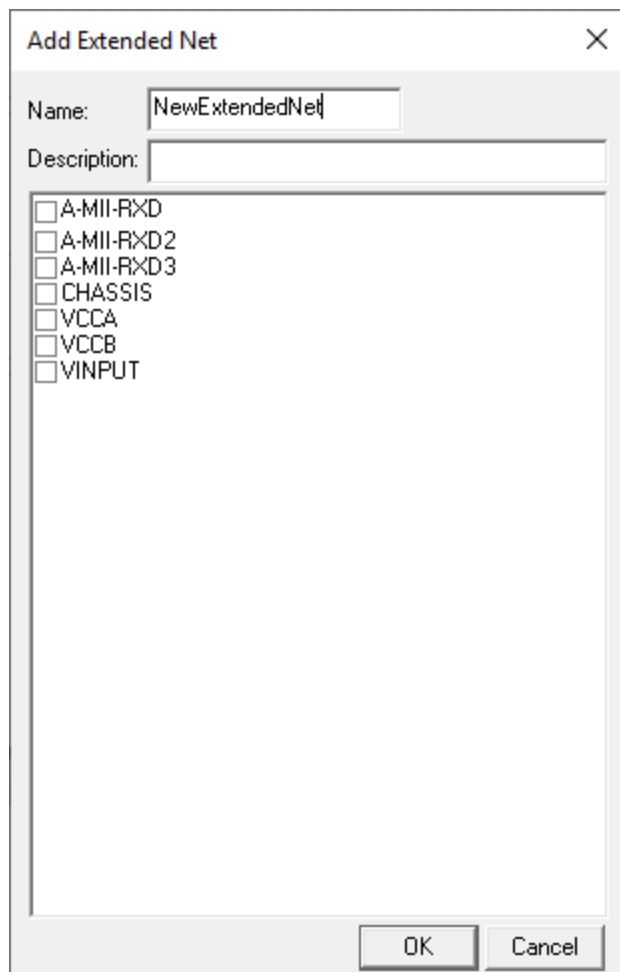 Add Extended Net
Name: NewExtendedNet
Description:
A-MII-RXD
A-MII-RXD2
A-MII-RXD3
CHASSIS
VCCA
VCCB
VINPUT
OK Cancel